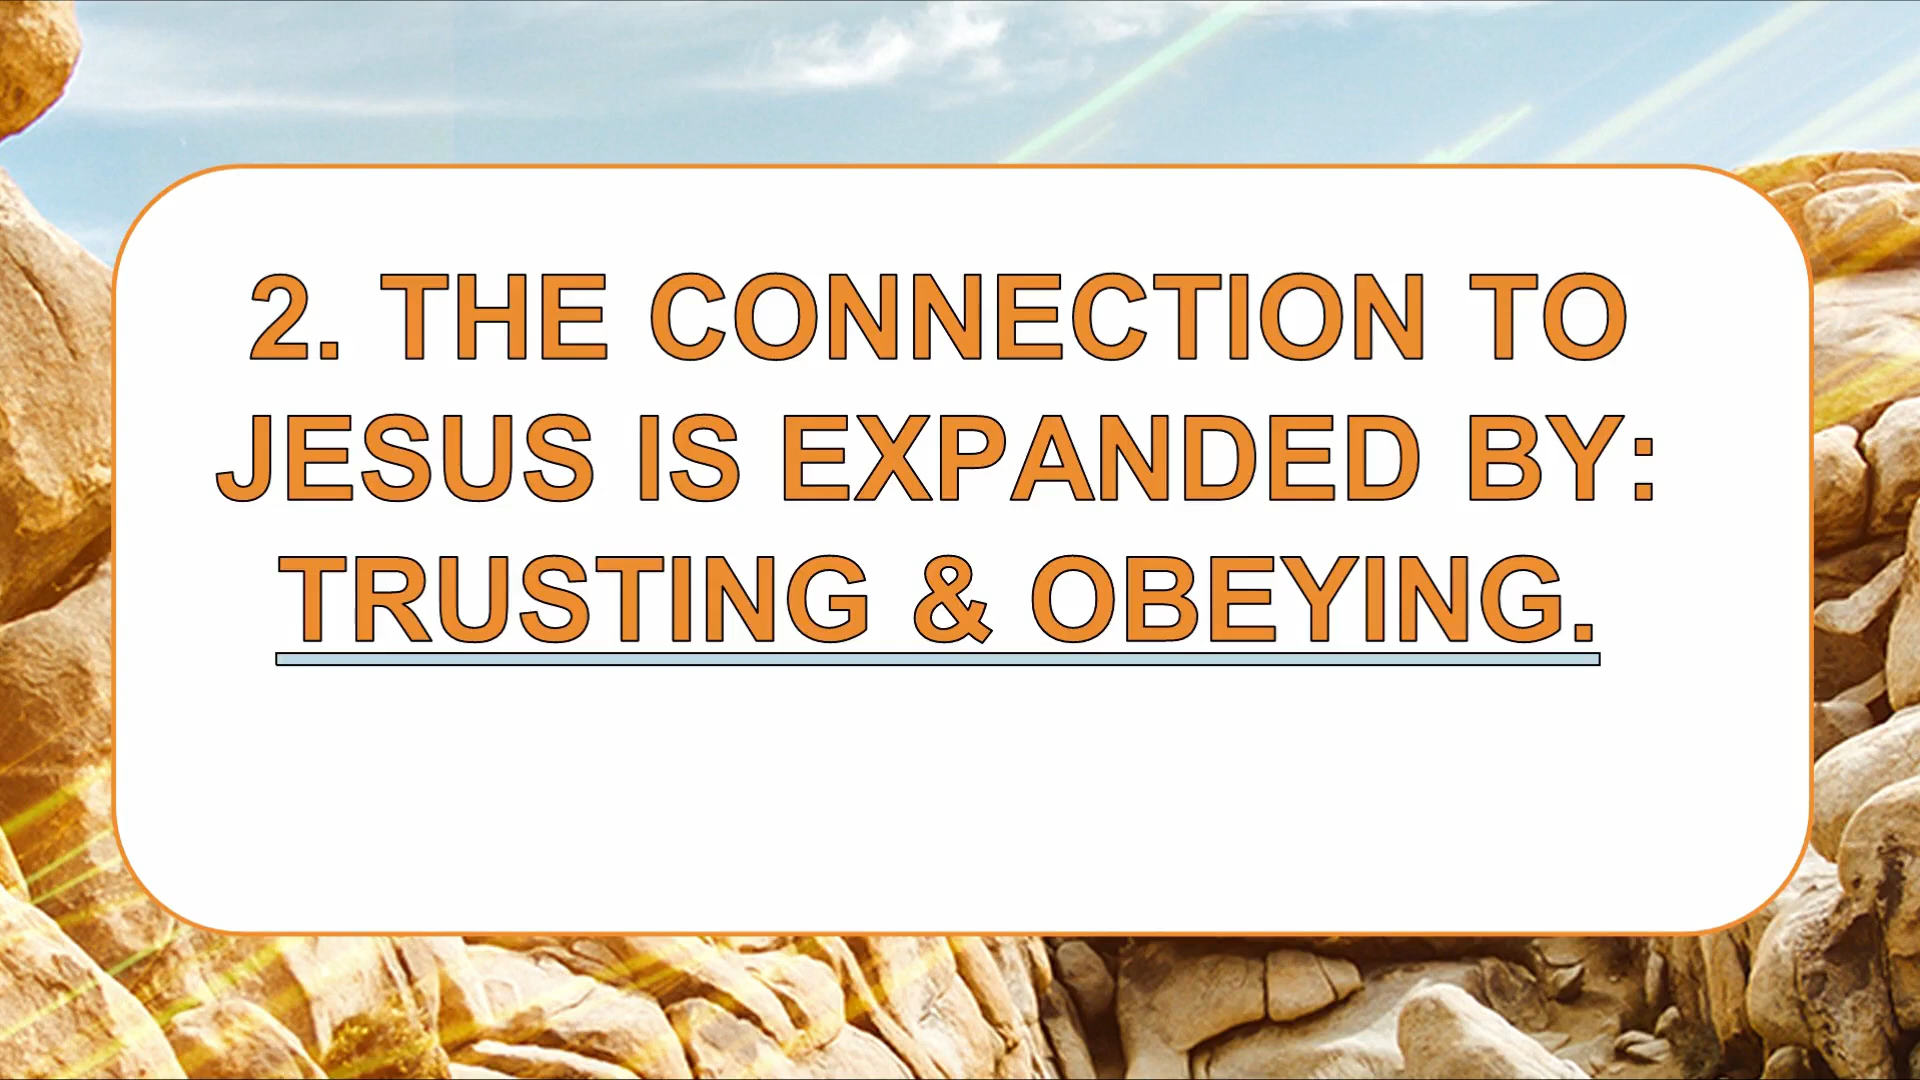 2. THE CONNECTION TO
JESUS IS EXPANDED BY:
TRUSTING & OBEYING.